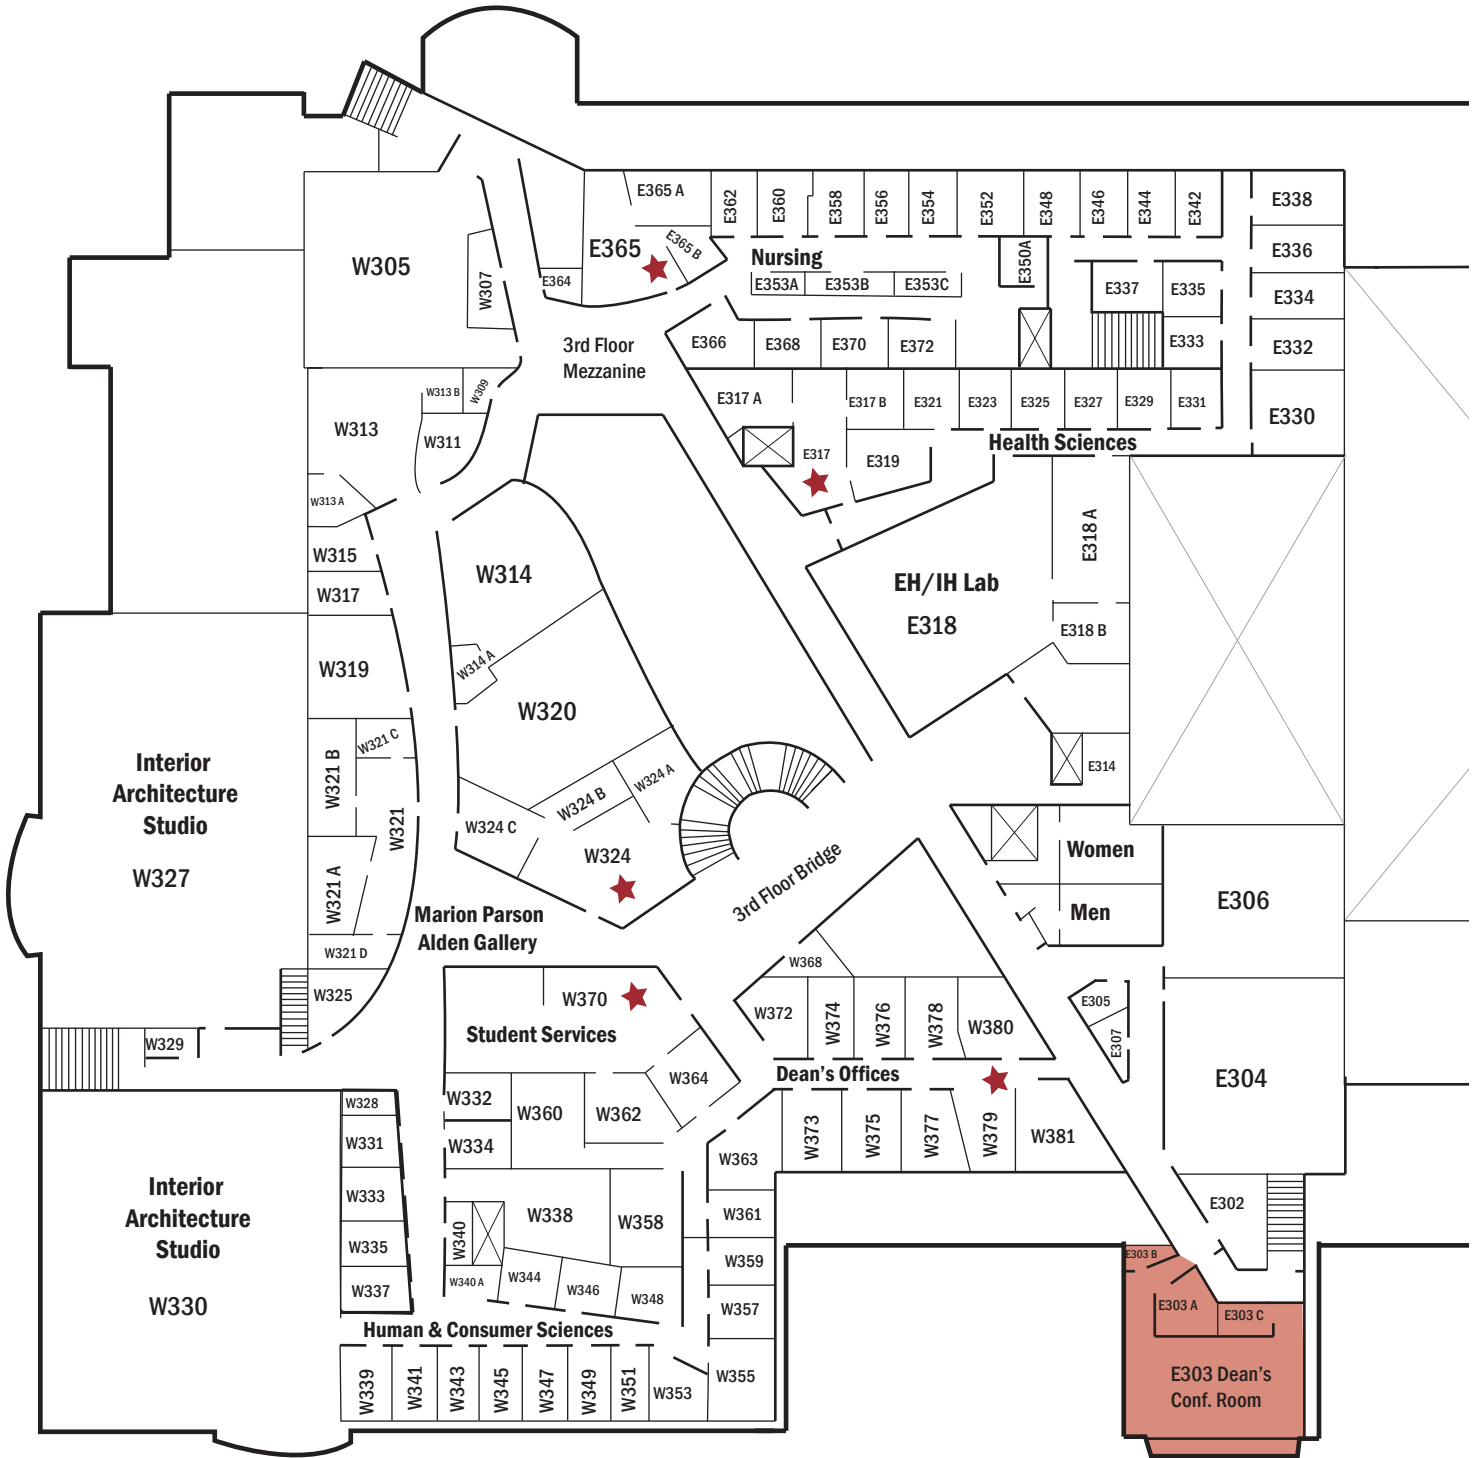 E365 A
E362
E360
E358
E356
E354
E352
E348
E346
E344
E342
E338
E365
E365 B
Nursing
E350A
E336
W305
W307
E364
E353A
E353B
E353C
E337
E335
E334
3rd Floor
Mezzanine
E366
E368
E370
E372
E333
E332
W313 B
W309
E317 A
E317 B
E321
E323
E325
E327
E329
E331
E330
W313
W311
E317
E319
Health Sciences
W313 A
W315
W317
W314
EH/IH Lab
E318
E318 A
E318 B
W319
W314 A
W320
W321 B
W321 C
W321
Interior
Architecture
Studio
W327
W324 B
W324 A
W324 C
W324
E314
Women
Men
E306
W321 A
W321 D
W325
Marion Parson
Alden Gallery
3rd Floor Bridge
W368
W370
Student Services
W372
W374
W376
W378
W380
E305
E307
W329
W364
Dean's Offices
E304
W328
W331
W333
W335
W337
W332
W334
W360
W362
W363
W373
W375
W377
W379
W381
Interior
Architecture
Studio
W330
W340
W338
W358
W361
E302
W340 A
W344
W346
W348
W359
W357
E303 B
E303 A
E303 C
Human & Consumer Sciences
W339
W341
W343
W345
W347
W349
W351
W353
W355
E303 Dean's
Conf. Room